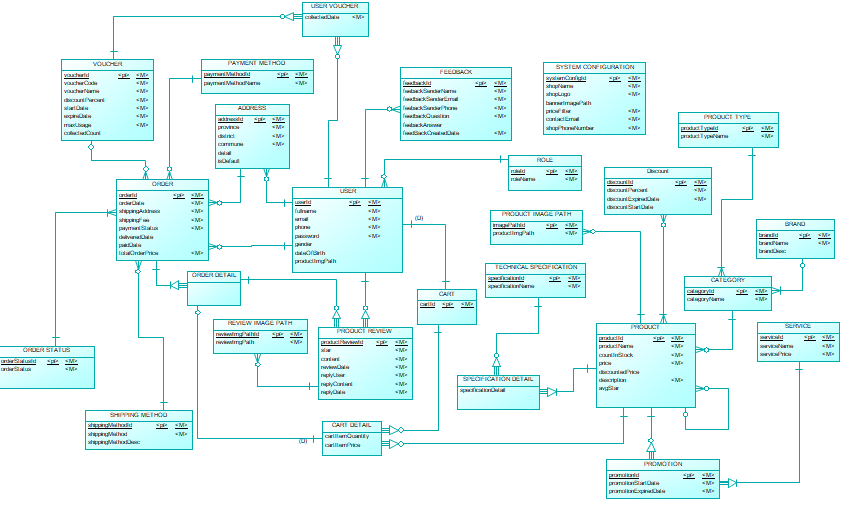 USER VOUCHER
collectedDate <M>
VOUCHER
voucherId <pi> <M>
voucherCode <M>
voucherName <M>
discountPercent <M>
startDate <M>
expireDate <M>
maxUsage <M>
collectedCount
PAYMENT METHOD
paymentMethodId <pi> <M>
paymentMethodName <M>
ADDRESS
addressId <pi> <M>
province <M>
district <M>
commune <M>
detail
isDefault <M>
FEEDBACK
feedbackId <pi> <M>
feebackSenderName <M>
feebackSenderEmail <M>
feebackSenderPhone <M>
feebackQuestion <M>
feebackAnswer
feedBackCreatedDate <M>
SYSTEM CONFIGURATION
systemConfigId <pi> <M>
shopName <M>
shopLogo <M>
bannerImagePath
priceFilter <M>
contactEmail <M>
shopPhoneNumber <M>
PRODUCT TYPE
productTypeId <pi> <M>
productTypeName <M>
ROLE
roleId <pi> <M>
roleName <M>
Discount
discountId <pi> <M>
discountPercent <M>
discountExpiredDate <M>
discountStartDate
ORDER
orderId <pi> <M>
orderDate <M>
shippingAddress <M>
shippingFee <M>
paymentStatus <M>
deliveredDate
paidDate
totalOrderPrice <M>
USER
userId <pi> <M>
fullname <M>
email <M>
phone <M>
password <M>
gender
dateOfBirth
productImgPath
(D)
PRODUCT IMAGE PATH
imagePathId <pi> <M>
productImgPath <M>
BRAND
brandId <pi> <M>
brandName <M>
brandDesc
ORDER DETAIL
TECHNICAL SPECIFICATION
specificationId <pi> <M>
specificationName <M>
CATEGORY
categoryId <pi> <M>
categoryName <M>
CART
cartId <pi> <M>
REVIEW IMAGE PATH
reviewImgPathId <pi> <M>
reviewImgPath <M>
PRODUCT REVIEW
productReviewId <pi> <M>
star <M>
content <M>
reviewDate <M>
replyUser <M>
replyContent <M>
replyDate <M>
PRODUCT
productId <pi> <M>
productName <M>
countInStock <M>
price <M>
discountedPrice
description <M>
avgStar
SERVICE
serviceId <pi> <M>
serviceName <M>
servicePrice <M>
ORDER STATUS
orderStatusId <pi> <M>
orderStatus <M>
SPECIFICATION DETAIL
specificationDetail <M>
SHIPPING METHOD
shippingMethodId <pi> <M>
shippingMethod <M>
shippingMethodDesc
(D)
CART DETAIL
cartItemQuantity <M>
cartItemPrice <M>
PROMOTION
promotionId <pi> <M>
promotionStartDate <M>
promotionExpiredDate <M>